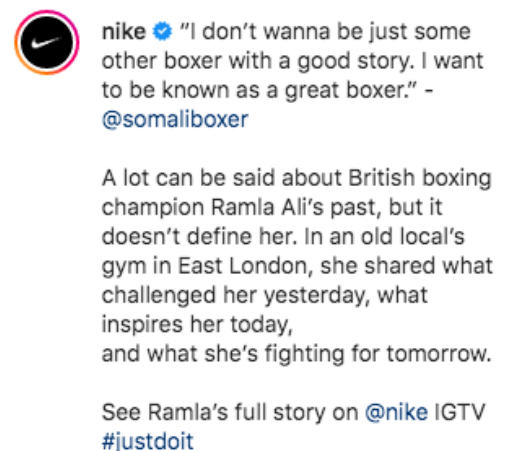 nike "I don't wanna be just some
other boxer with a good story. I want
to be known as a great boxer." -
@somaliboxer
A lot can be said about British boxing
champion Ramla Ali's past, but it
doesn't define her. In an old local's
gym in East London, she shared what
challenged her yesterday, what
inspires her today,
and what she's fighting for tomorrow.
See Ramla's full story on @nike IGTV
#justdoit